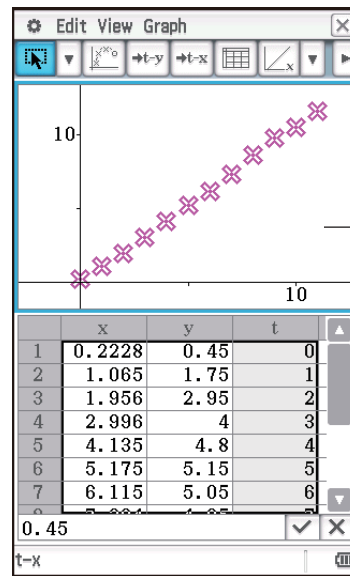 Edit View Graph
→t-y →t-x x
10
10
x y t
1 0.2228 0.45 0
2 1.065 1.75 1
3 1.956 2.95 2
4 2.996 4 3
5 4.135 4.8 4
6 5.175 5.15 5
7 6.115 5.05 6
0.45
t-x